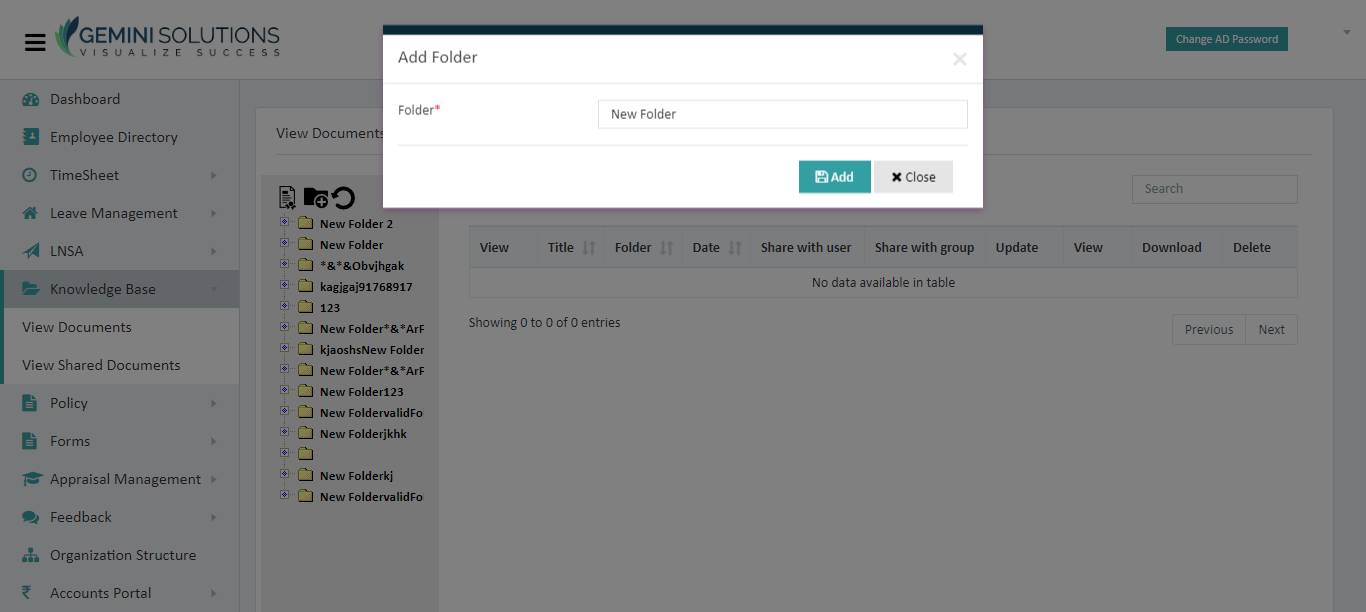 GEMINI SOLUTIONS
VISUALIZE SUCCESS
Change AD Password
Add Folder
Folder*
New Folder
Add
Close
Dashboard
Employee Directory
TimeSheet
Leave Management
LNSA
Knowledge Base
View Documents
View Shared Documents
Policy
Forms
Appraisal Management
Feedback
Organization Structure
Accounts Portal
View Documents
New Folder 2
New Folder
*&*&Obvjhgak
kagjgaj91768917
123
New Folder*&*ArF
kjaoshsNew Folder
New Folder*&*ArF
New Folder123
New FoldervalidFo
New Folderjkhk
New Folderkj
New FoldervalidFo
Search
View Title Folder Date Share with user Share with group Update View Download Delete
No data available in table
Showing 0 to 0 of 0 entries
Previous Next